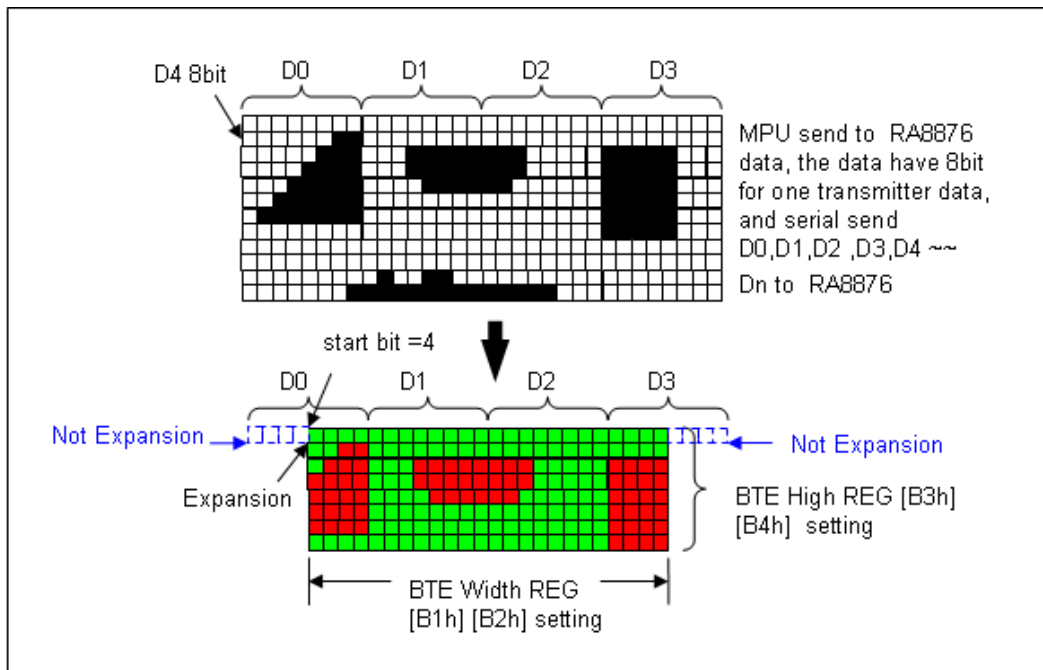 D0 D1 D2 D3
D4 8bit
MPU send to RA8876
data, the data have 8bit
for one transmitter data,
and serial send
D0,D1,D2 ,D3,D4 ~~
Dn to RA8876
start bit =4
D0 D1 D2 D3
Not Expansion
Not Expansion
Expansion
BTE High REG [B3h]
[B4h] setting
BTE Width REG
[B1h] [B2h] setting